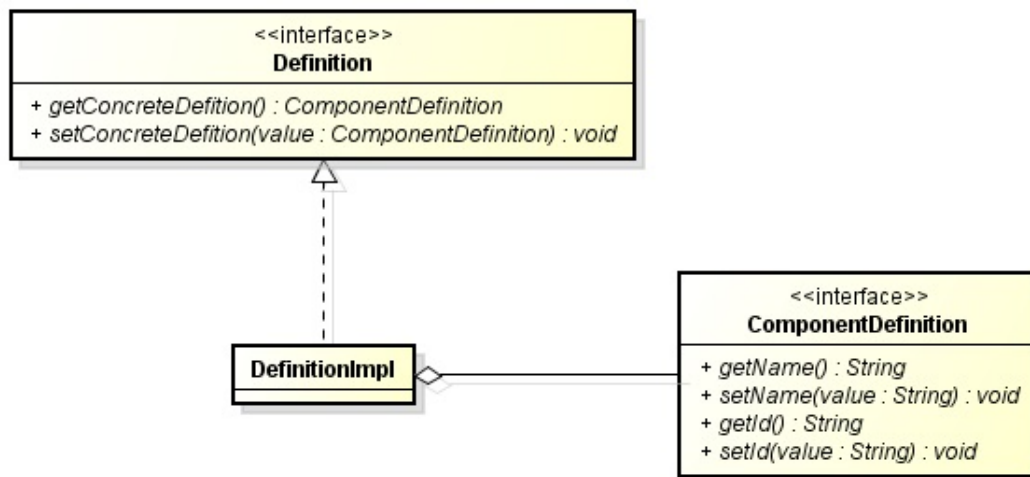 <<interface>>
Definition
+ getConcreteDefition() : ComponentDefinition
+ setConcreteDefition(value : ComponentDefinition) : void
DefinitionImpl
<<interface>>
ComponentDefinition
+ getName() : String
+ setName(value : String) : void
+ getId() : String
+ setId(value : String) : void